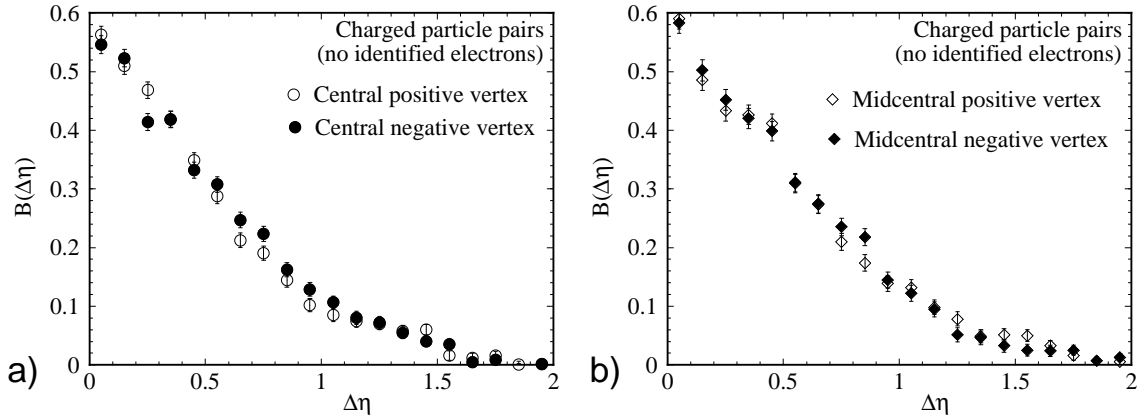 Charged particle pairs
(no identified electrons)
Central positive vertex
Central negative vertex
B(Δη)
0.6
0.5
0.4
0.3
0.2
0.1
0
0
0.5
1
1.5
2
Δη
a)
Charged particle pairs
(no identified electrons)
Midcentral positive vertex
Midcentral negative vertex
B(Δη)
0.6
0.5
0.4
0.3
0.2
0.1
0
0
0.5
1
1.5
2
Δη
b)